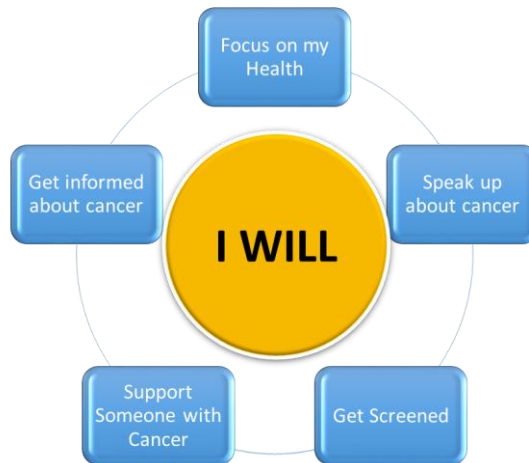 Focus on my
Health
Get informed
about cancer
Speak up
about cancer
I WILL
Support
Someone with
Cancer
Get Screened